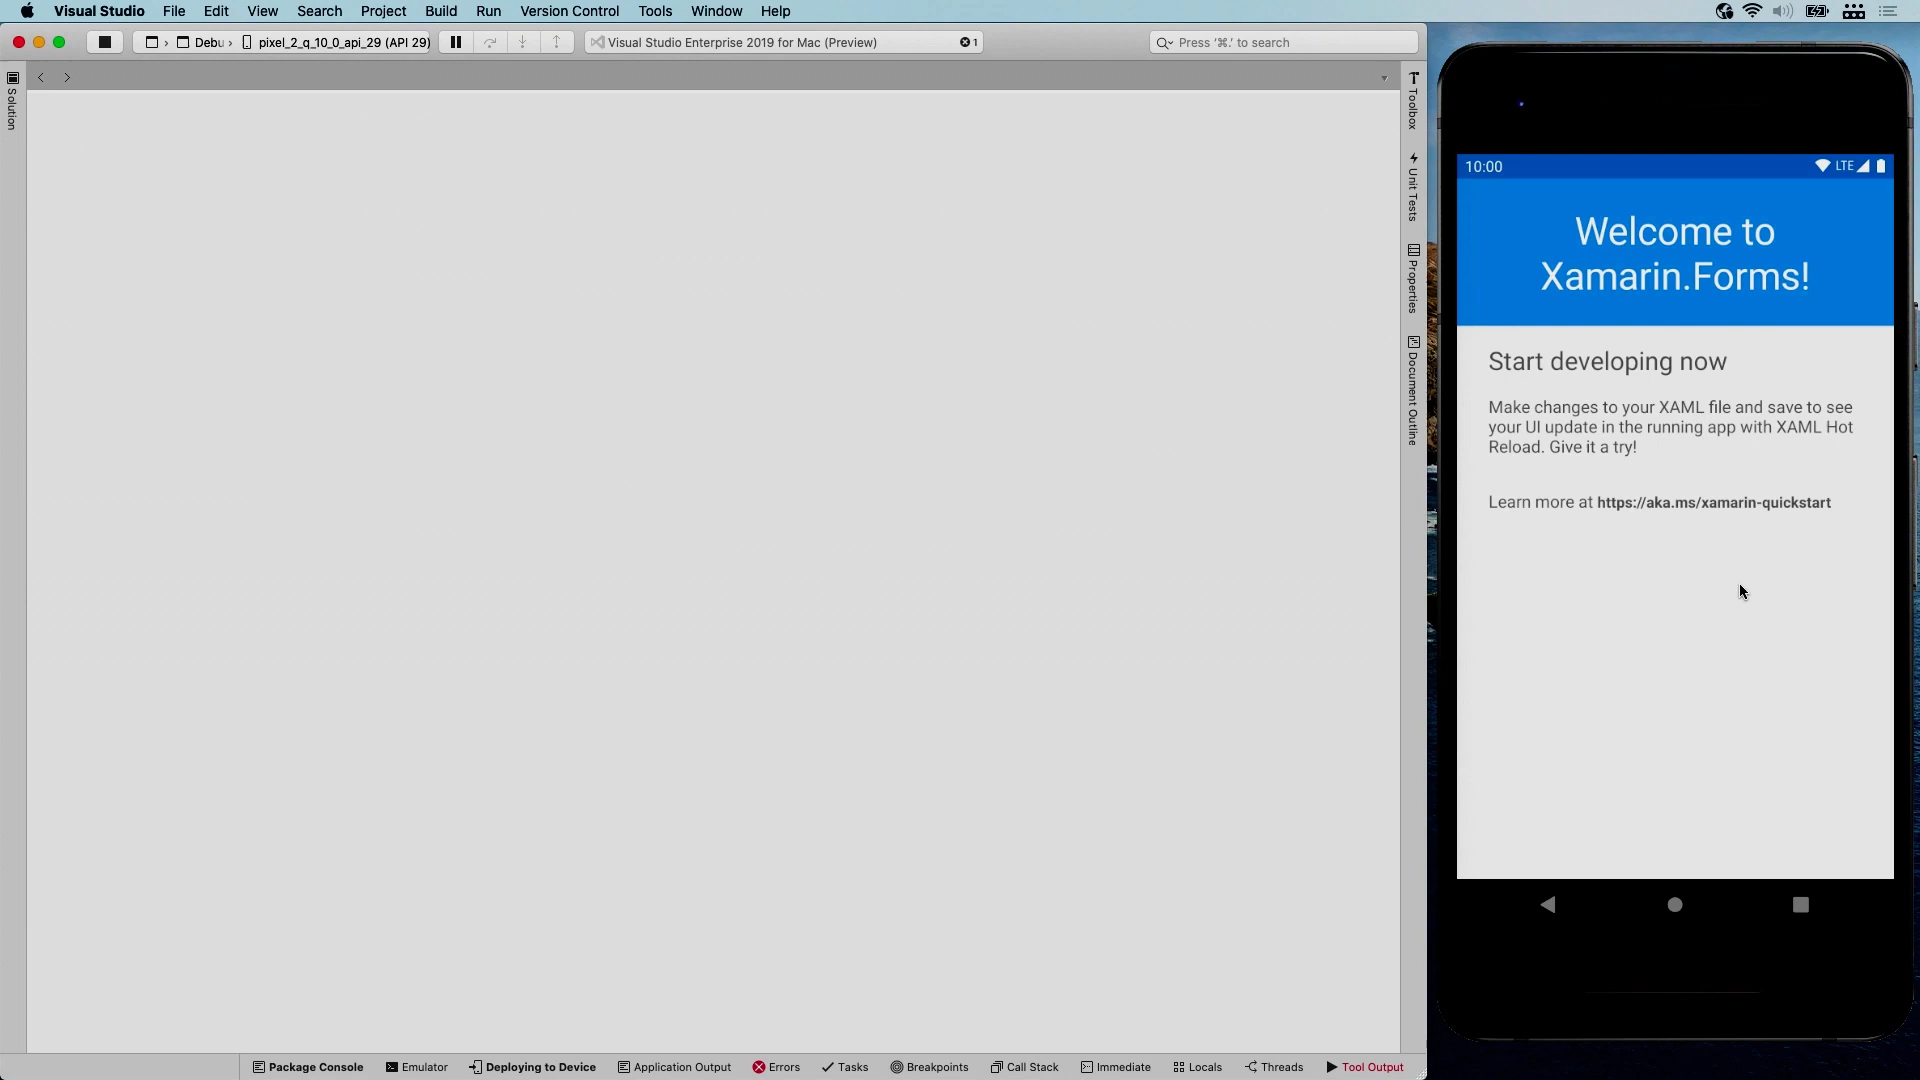 Visual Studio File Edit View Search Project Build Run Version Control Tools Window Help
Debu pixel_2_q_10_0_api_29 (API 29) Visual Studio Enterprise 2019 for Mac (Preview) 1 Press ‘⌘.’ to search
Solution
Toolbox
Unit Tests
Properties
Document Outline
10:00 LTE
Welcome to
Xamarin.Forms!
Start developing now
Make changes to your XAML file and save to see
your UI update in the running app with XAML Hot
Reload. Give it a try!
Learn more at https://aka.ms/xamarin-quickstart
Package Console Emulator Deploying to Device Application Output Errors Tasks Breakpoints Call Stack Immediate Locals Threads Tool Output